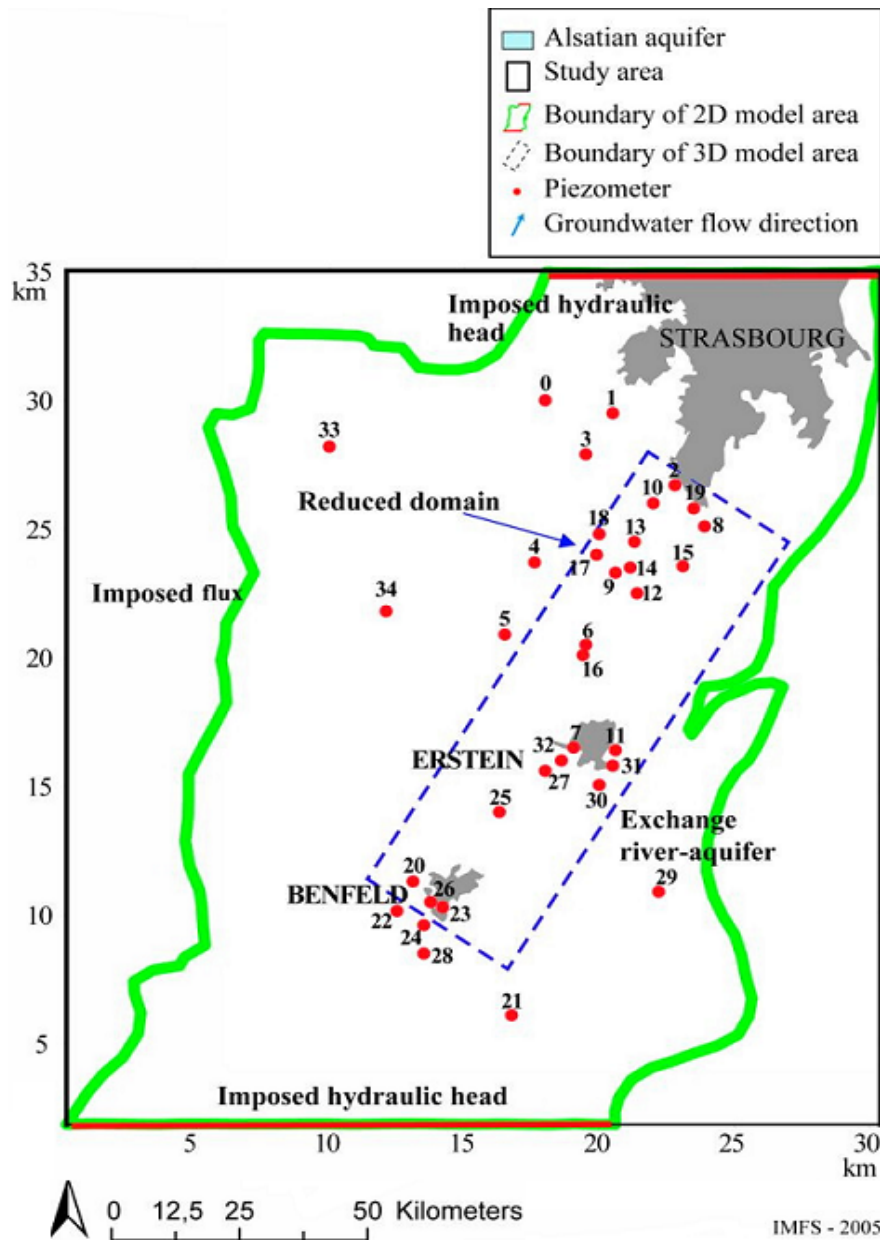 Alsatian aquifer
Study area
Boundary of 2D model area
Boundary of 3D model area
Piezometer
Groundwater flow direction
35
km
Imposed hydraulic
head
STRASBOURG
30
0
1
33
3
2
Reduced domain
10
19
25
18
13
8
4
17
9
14
15
12
Imposed flux
34
5
6
16
20
7
11
ERSTEIN
32
27
31
30
15
25
Exchange
river-aquifer
20
BENFELD
26
29
10
22
23
24
28
21
5
Imposed hydraulic head
5
10
15
20
25
30
km
0 12,5 25 50 Kilometers
IMFS - 2005